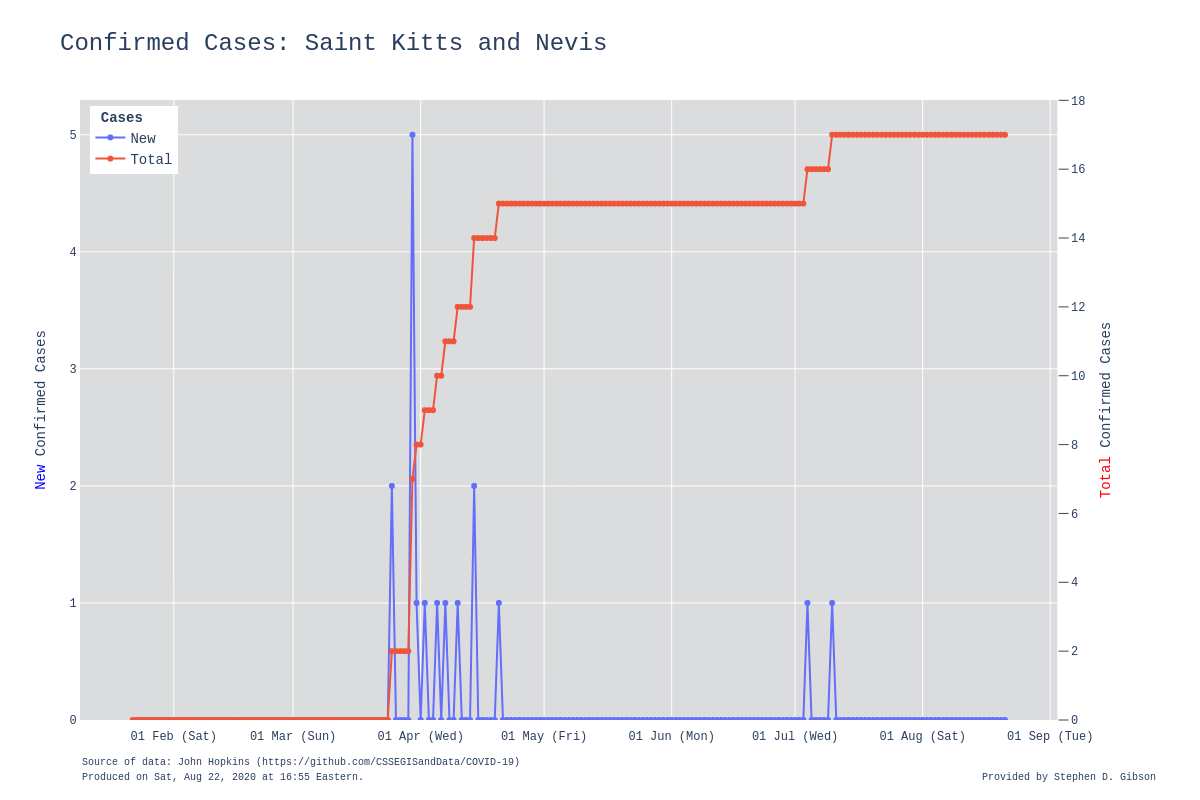 Confirmed Cases: Saint Kitts and Nevis
Cases
New
Total
5
4
3
2
1
0
New Confirmed Cases
18
16
14
12
10
8
6
4
2
0
Total Confirmed Cases
01 Feb (Sat) 01 Mar (Sun) 01 Apr (Wed) 01 May (Fri) 01 Jun (Mon) 01 Jul (Wed) 01 Aug (Sat) 01 Sep (Tue)
Source of data: John Hopkins (https://github.com/CSSEGISandData/COVID-19)
Produced on Sat, Aug 22, 2020 at 16:55 Eastern.
Provided by Stephen D. Gibson